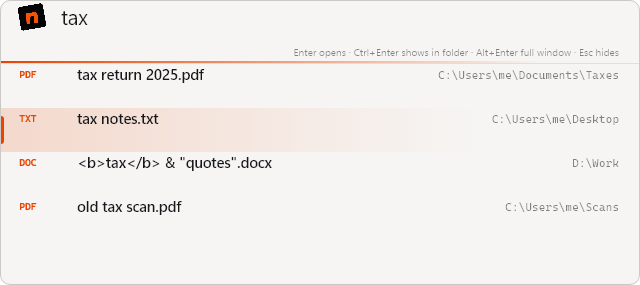 n tax
Enter opens · Ctrl+Enter shows in folder · Alt+Enter full window · Esc hides
PDF tax return 2025.pdf C:\Users\me\Documents\Taxes
TXT tax notes.txt C:\Users\me\Desktop
DOC <b>tax</b> & "quotes".docx D:\Work
PDF old tax scan.pdf C:\Users\me\Scans